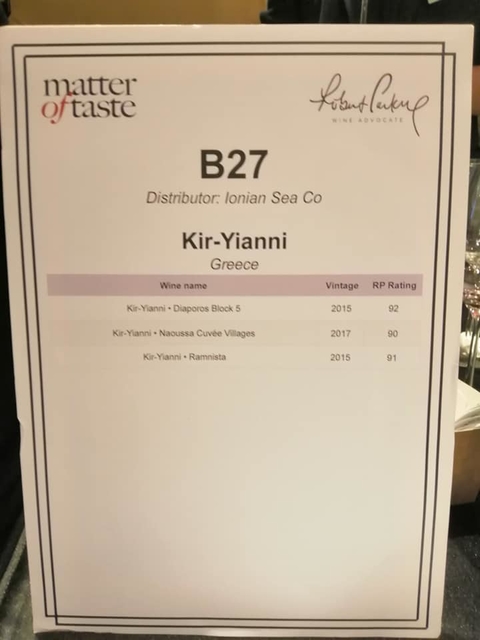 matter
of taste
Robert Parker
WINE ADVOCATE
B27
Distributor: Ionian Sea Co
Kir-Yianni
Greece
Wine name Vintage RP Rating
Kir-Yianni • Diaporos Block 5 2015 92
Kir-Yianni • Naoussa Cuvée Villages 2017 90
Kir-Yianni • Ramnista 2015 91